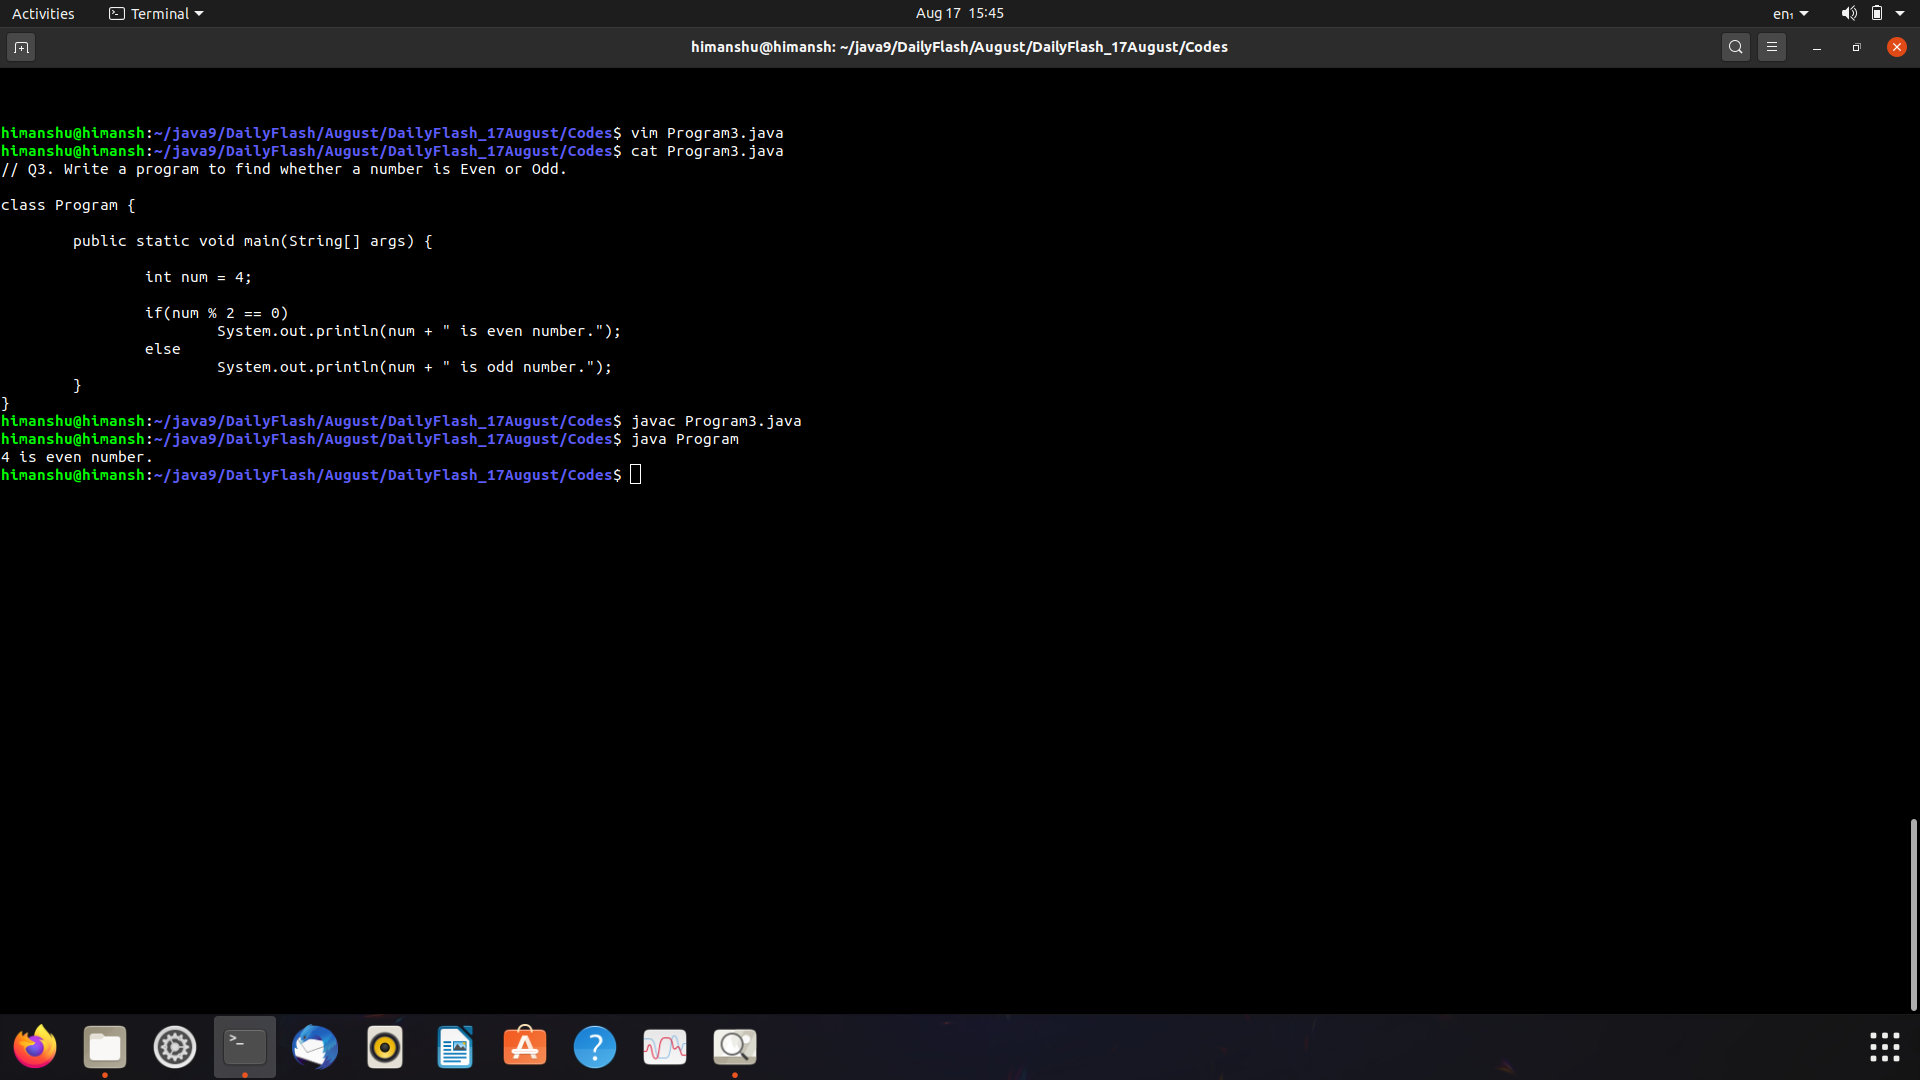 Activities Terminal Aug 17 15:45 en₁
himanshu@himansh: ~/java9/DailyFlash/August/DailyFlash_17August/Codes
himanshu@himansh:~/java9/DailyFlash/August/DailyFlash_17August/Codes$ vim Program3.java
himanshu@himansh:~/java9/DailyFlash/August/DailyFlash_17August/Codes$ cat Program3.java
// Q3. Write a program to find whether a number is Even or Odd.
class Program {
public static void main(String[] args) {
int num = 4;
if(num % 2 == 0)
System.out.println(num + " is even number.");
else
System.out.println(num + " is odd number.");
}
}
himanshu@himansh:~/java9/DailyFlash/August/DailyFlash_17August/Codes$ javac Program3.java
himanshu@himansh:~/java9/DailyFlash/August/DailyFlash_17August/Codes$ java Program
4 is even number.
himanshu@himansh:~/java9/DailyFlash/August/DailyFlash_17August/Codes$